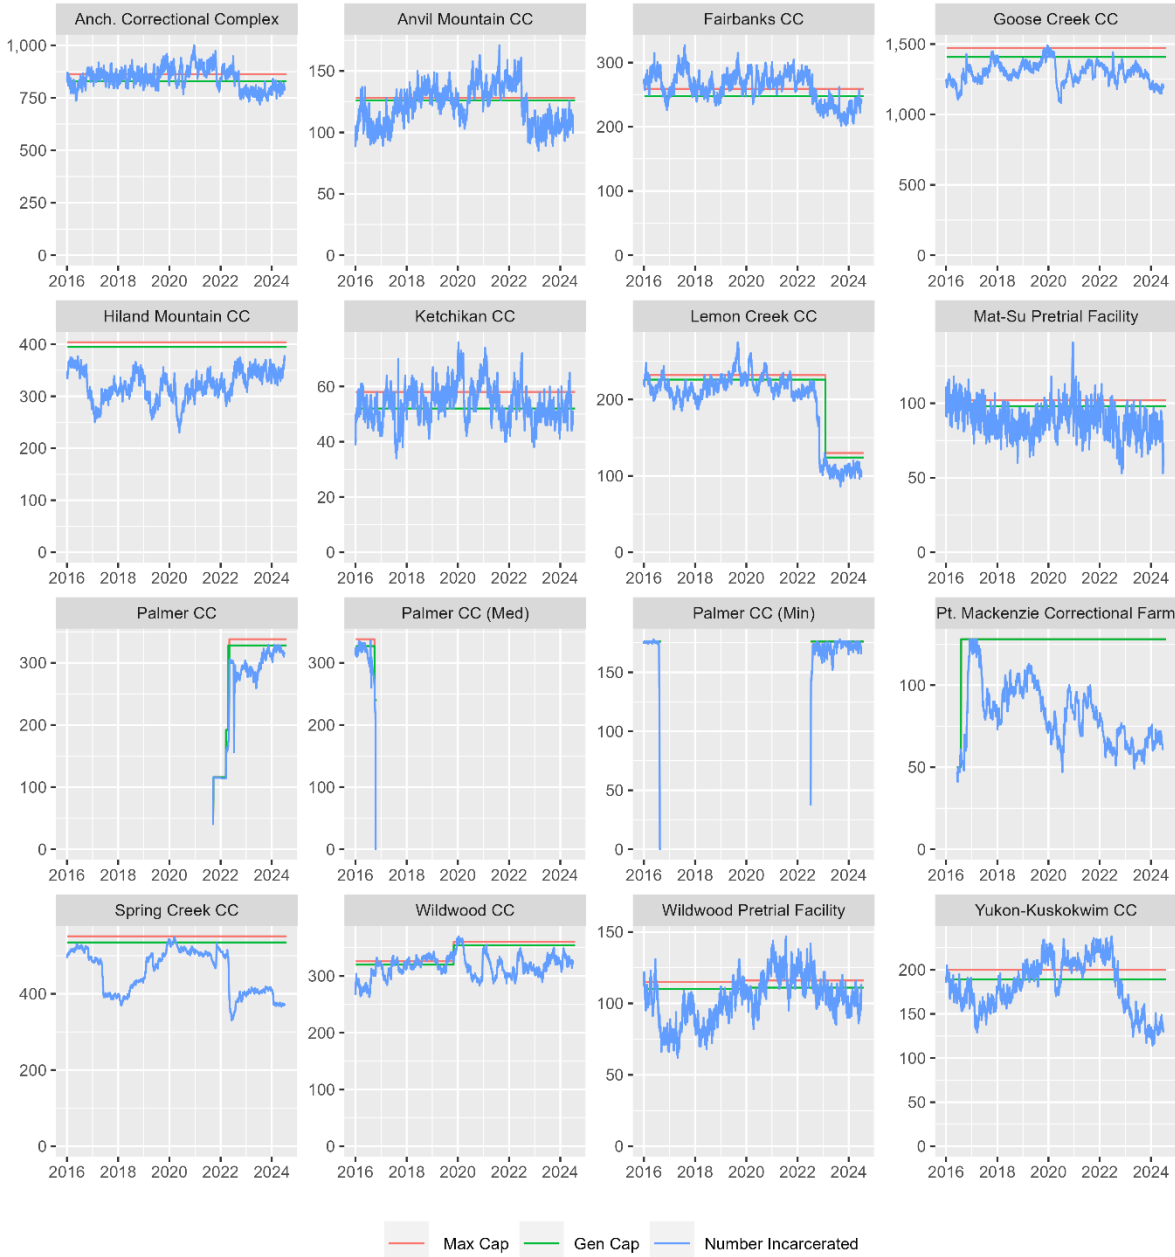 Anch. Correctional Complex
1,000
750
500
250
0
2016 2018 2020 2022 2024
Anvil Mountain CC
150
100
50
0
2016 2018 2020 2022 2024
Fairbanks CC
300
200
100
0
2016 2018 2020 2022 2024
Goose Creek CC
1,500
1,000
500
0
2016 2018 2020 2022 2024
Hiland Mountain CC
400
300
200
100
0
2016 2018 2020 2022 2024
Ketchikan CC
60
40
20
0
2016 2018 2020 2022 2024
Lemon Creek CC
200
100
0
2016 2018 2020 2022 2024
Mat-Su Pretrial Facility
100
50
0
2016 2018 2020 2022 2024
Palmer CC
300
200
100
0
2016 2018 2020 2022 2024
Palmer CC (Med)
300
200
100
0
2016 2018 2020 2022 2024
Palmer CC (Min)
150
100
50
0
2016 2018 2020 2022 2024
Pt. Mackenzie Correctional Farm
100
50
0
2016 2018 2020 2022 2024
Spring Creek CC
400
200
0
2016 2018 2020 2022 2024
Wildwood CC
300
200
100
0
2016 2018 2020 2022 2024
Wildwood Pretrial Facility
150
100
50
0
2016 2018 2020 2022 2024
Yukon-Kuskokwim CC
200
150
100
50
0
2016 2018 2020 2022 2024
Max Cap Gen Cap Number Incarcerated